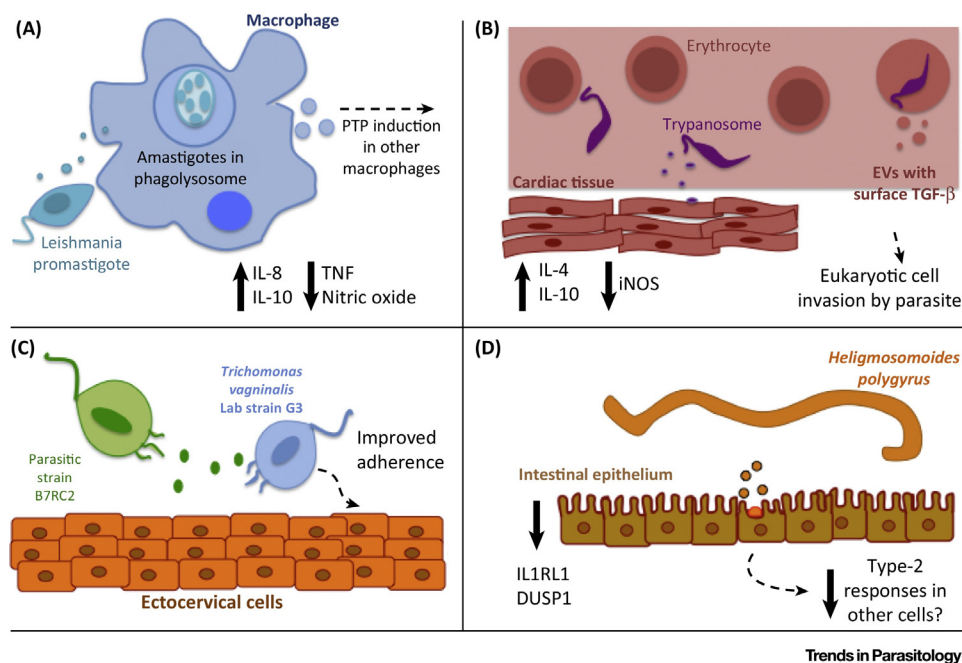 (A)
Macrophage
PTP induction
in other
macrophages
Amastigotes in
phagolysosome
Leishmania
promastigote
IL-8
IL-10
TNF
Nitric oxide
(B)
Erythrocyte
Trypanosome
Cardiac tissue
EVs with
surface TGF-β
IL-4
IL-10
iNOS
Eukaryotic cell
invasion by parasite
(C)
Trichomonas
vagninalis
Lab strain G3
Improved
adherence
Parasitic
strain
B7RC2
Ectocervical cells
(D)
Heligmosomoides
polygyrus
Intestinal epithelium
IL1RL1
DUSP1
Type-2
responses in
other cells?
Trends in Parasitology